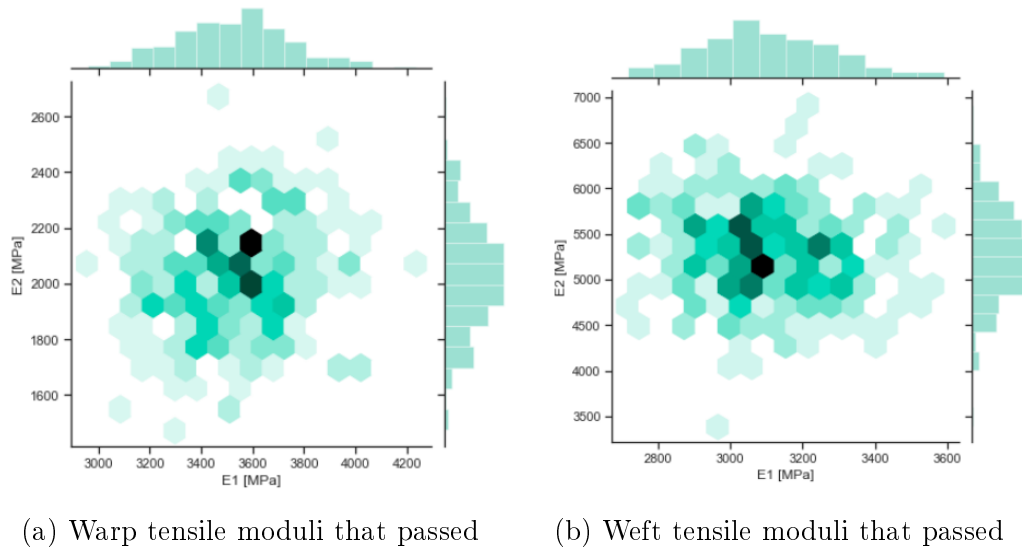 2600
2400
2200
2000
1800
1600
E2 [MPa]
3000 3200 3400 3600 3800 4000 4200
E1 [MPa]
7000
6500
6000
5500
5000
4500
4000
3500
E2 [MPa]
2800 3000 3200 3400 3600
E1 [MPa]
(a) Warp tensile moduli that passed
(b) Weft tensile moduli that passed